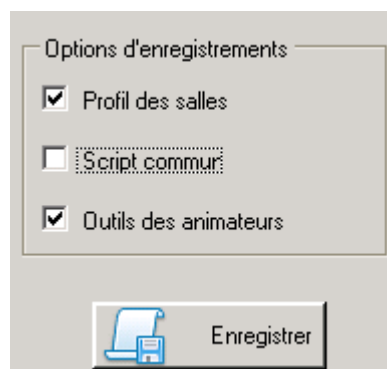 Options d'enregistrements
Profil des salles
Script commun
Outils des animateurs
Enregistrer